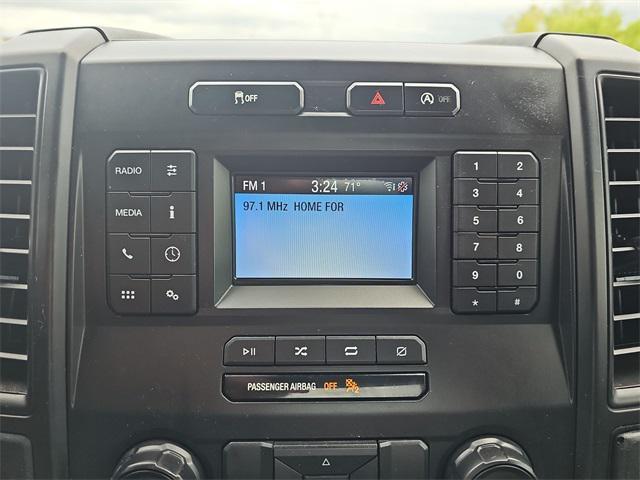 OFF
A OFF
FM 1 3:24 71°
97.1 MHz HOME FOR
RADIO
MEDIA
i
1 2
3 4
5 6
7 8
9 0
* #
PASSENGER AIRBAG OFF 2